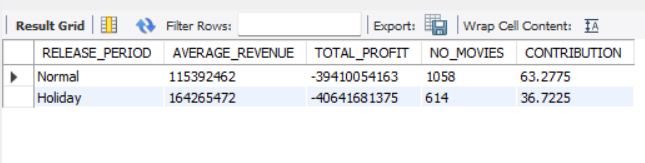 Result Grid Filter Rows: Export: Wrap Cell Content: IA
RELEASE_PERIOD AVERAGE_REVENUE TOTAL_PROFIT NO_MOVIES CONTRIBUTION
Normal 115392462 -39410054163 1058 63.2775
Holiday 164265472 -40641681375 614 36.7225